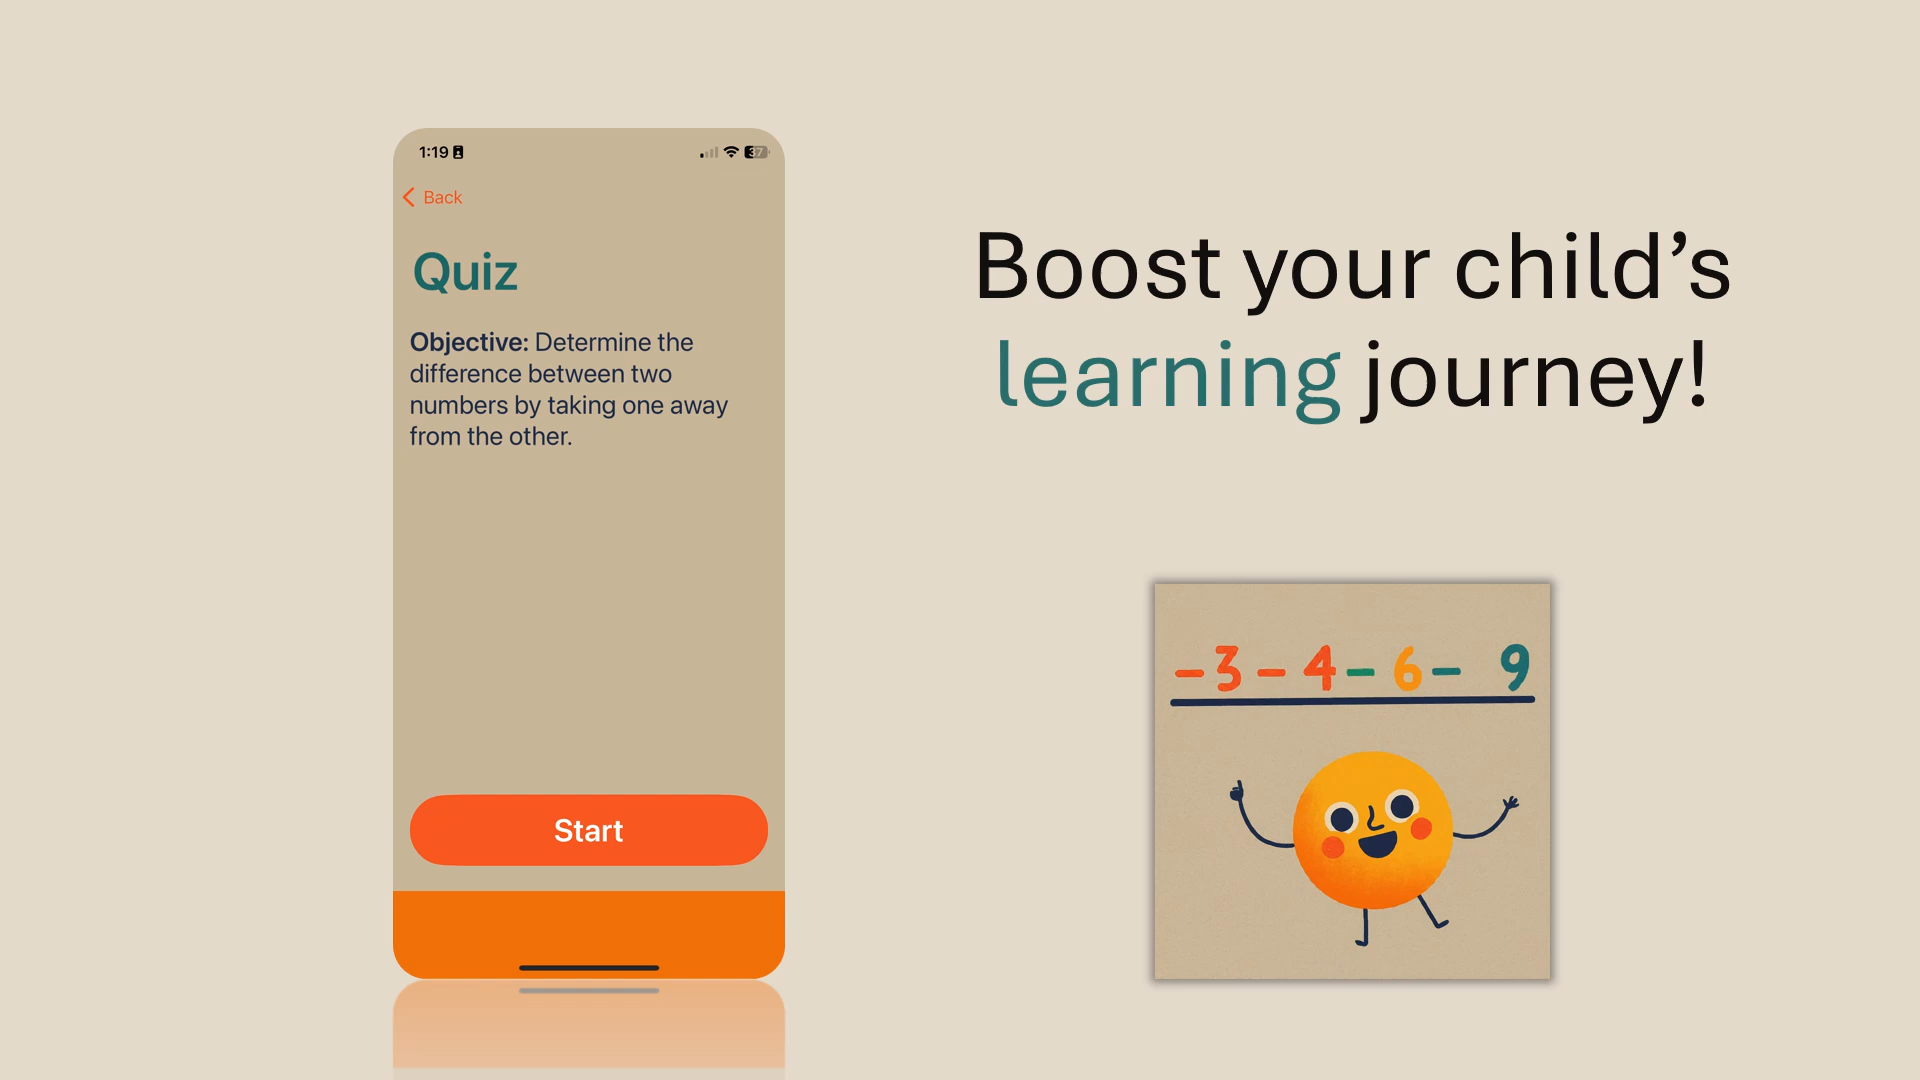 1:19
37
Back
Quiz
Objective: Determine the
difference between two
numbers by taking one away
from the other.
Start
Boost your child’s
learning journey!
-3-4-6- 9